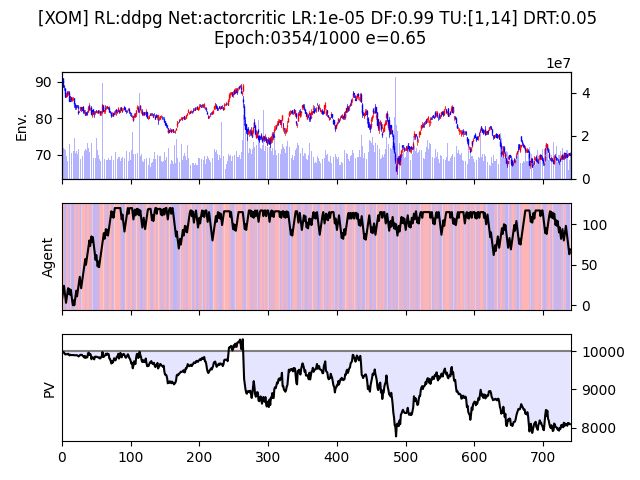 [XOM] RL:ddpg Net:actorcritic LR:1e-05 DF:0.99 TU:[1,14] DRT:0.05
Epoch:0354/1000 e=0.65
1e7
90
80
70
Env.
4
2
0
Agent
100
50
0
PV
10000
9000
8000
0 100 200 300 400 500 600 700